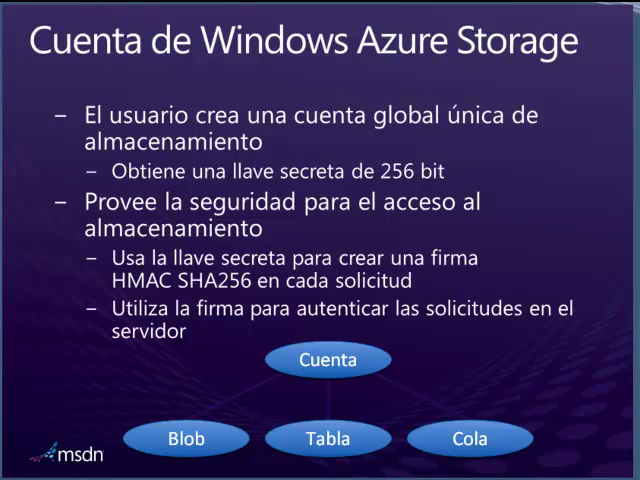 Cuenta de Windows Azure Storage
– El usuario crea una cuenta global única de
almacenamiento
– Obtiene una llave secreta de 256 bit
– Provee la seguridad para el acceso al
almacenamiento
– Usa la llave secreta para crear una firma
HMAC SHA256 en cada solicitud
– Utiliza la firma para autenticar las solicitudes en el
servidor
Cuenta
Blob Tabla Cola
msdn